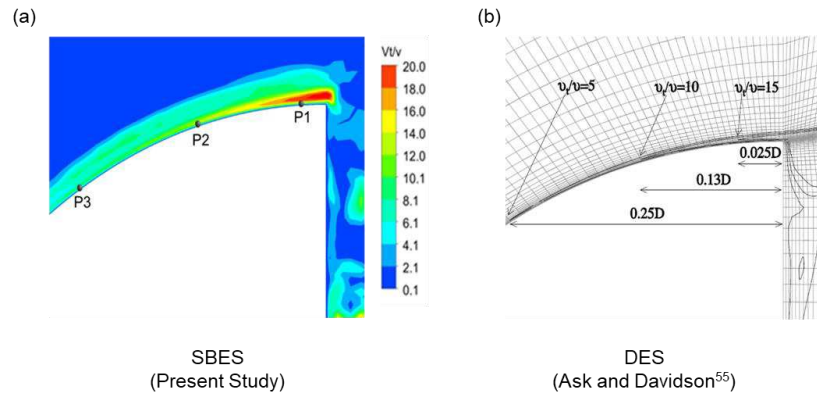 (a)
Vt/v
20.0
18.0
16.0
14.0
12.0
10.0
8.1
6.1
4.1
2.1
0.1
P1
P2
P3
SBES
(Present Study)
(b)
υₜ/υ=5
υₜ/υ=10
υₜ/υ=15
0.025D
0.13D
0.25D
DES
(Ask and Davidson⁵⁵)